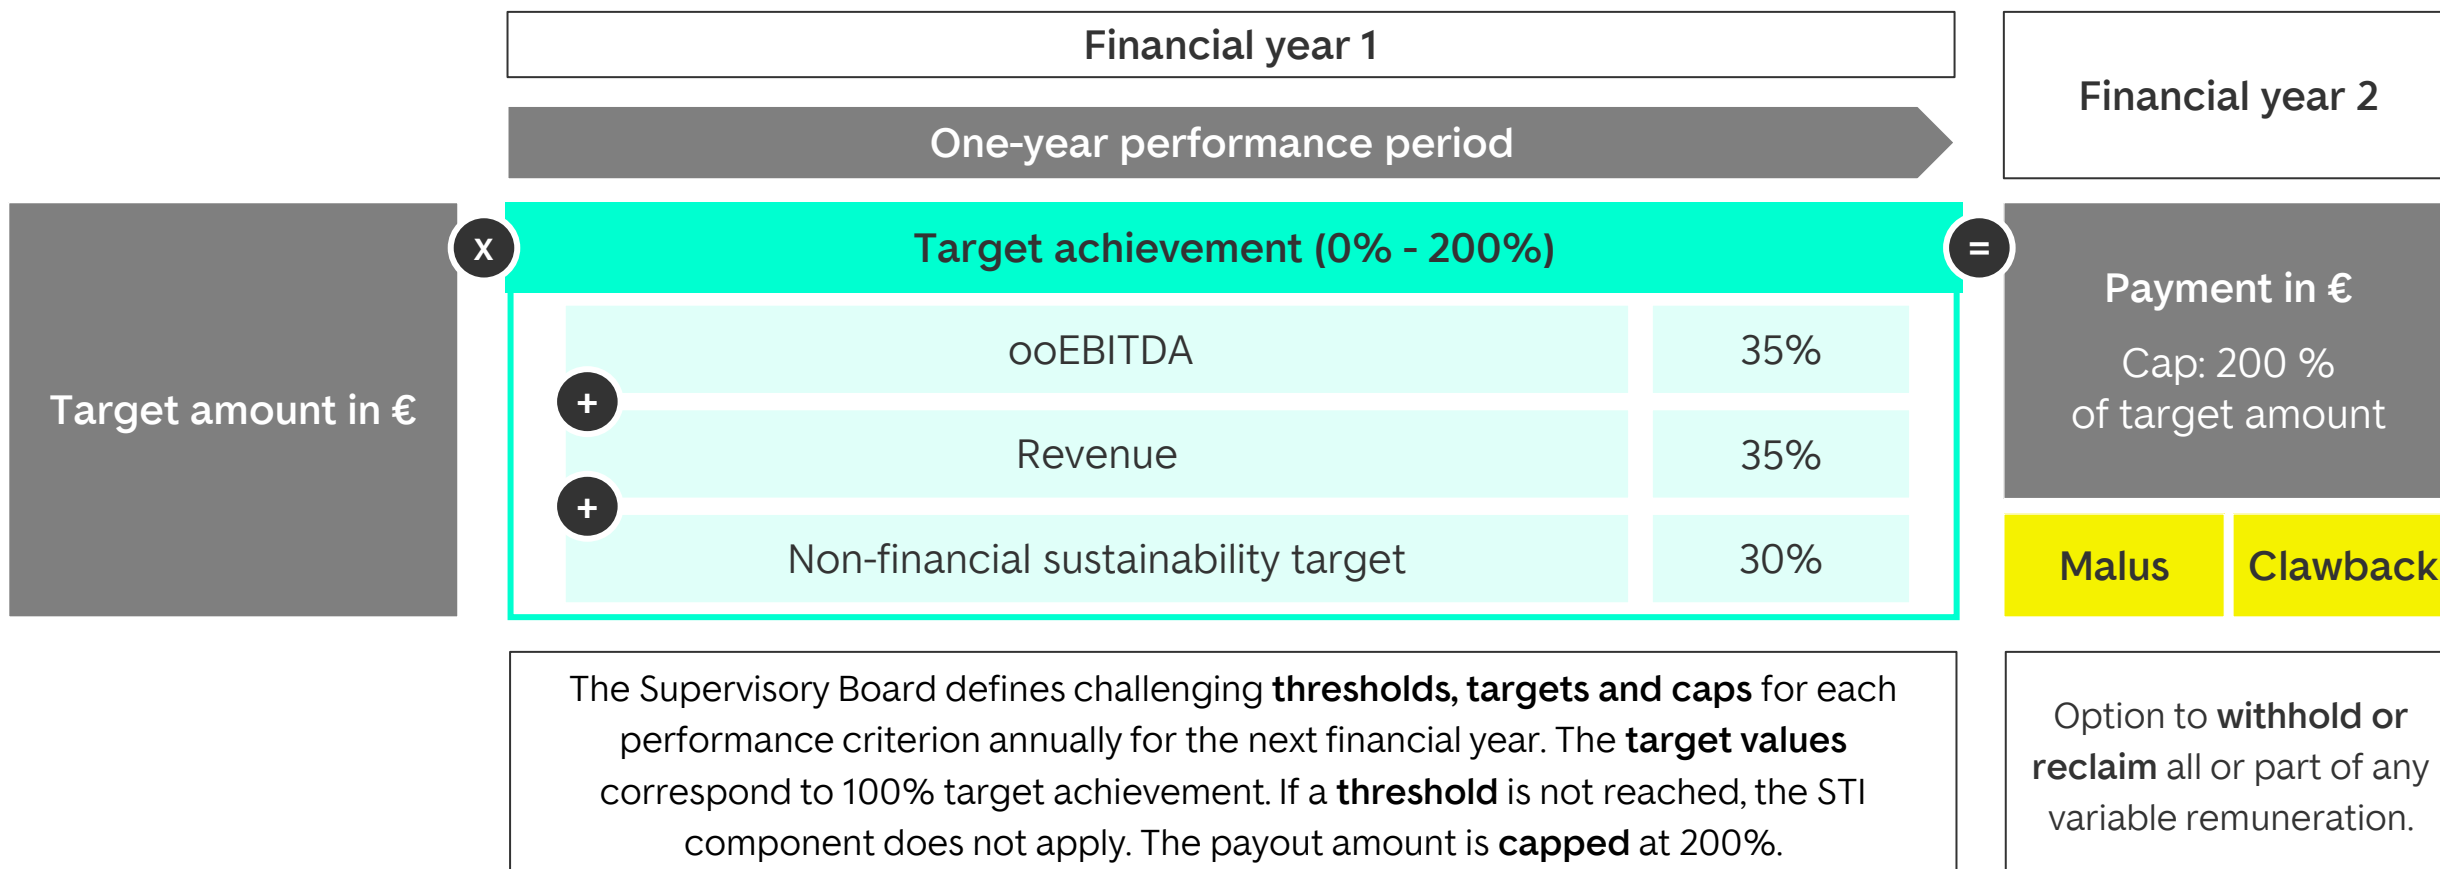 Financial year 1
Financial year 2
One-year performance period
Target amount in €
x
Target achievement (0% - 200%)
ooEBITDA 35%
+
Revenue 35%
+
Non-financial sustainability target 30%
=
Payment in €
Cap: 200 %
of target amount
Malus Clawback
The Supervisory Board defines challenging thresholds, targets and caps for each
performance criterion annually for the next financial year. The target values
correspond to 100% target achievement. If a threshold is not reached, the STI
component does not apply. The payout amount is capped at 200%.
Option to withhold or
reclaim all or part of any
variable remuneration.